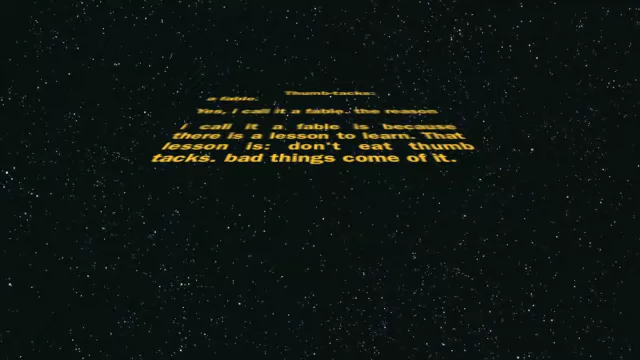 Thumb-tacks:
a fable.
Yes, I call it a fable. the reason
I call it a fable is because
there is a lesson to learn. That
lesson is: don't eat thumb
tacks. bad things come of it.